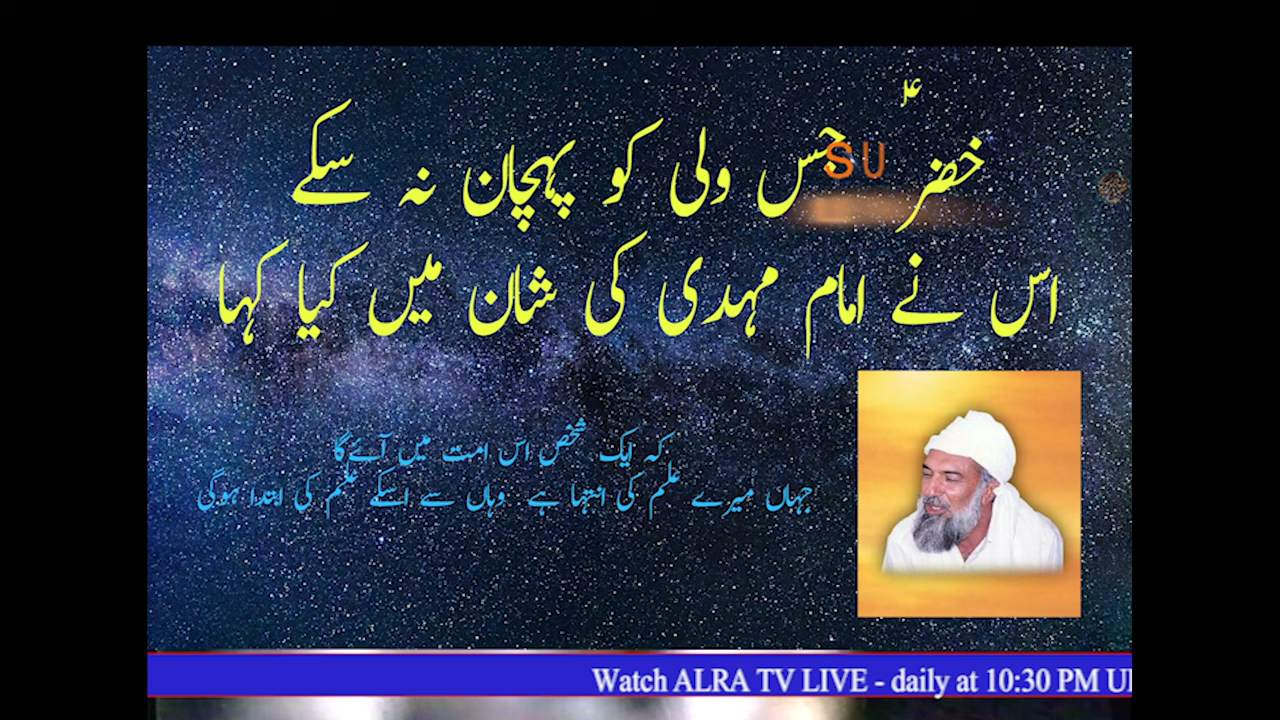 خضرؑ جس ولی کو پہچان نہ سکے
SU
اس نے امام مہدی کی شان میں کیا کہا
کہ ایک شخص اس امت میں آئے گا
جہاں میرے علم کی انتہا ہے وہاں سے اسکے علم کی ابتدا ہوگی
Watch ALRA TV LIVE - daily at 10:30 PM